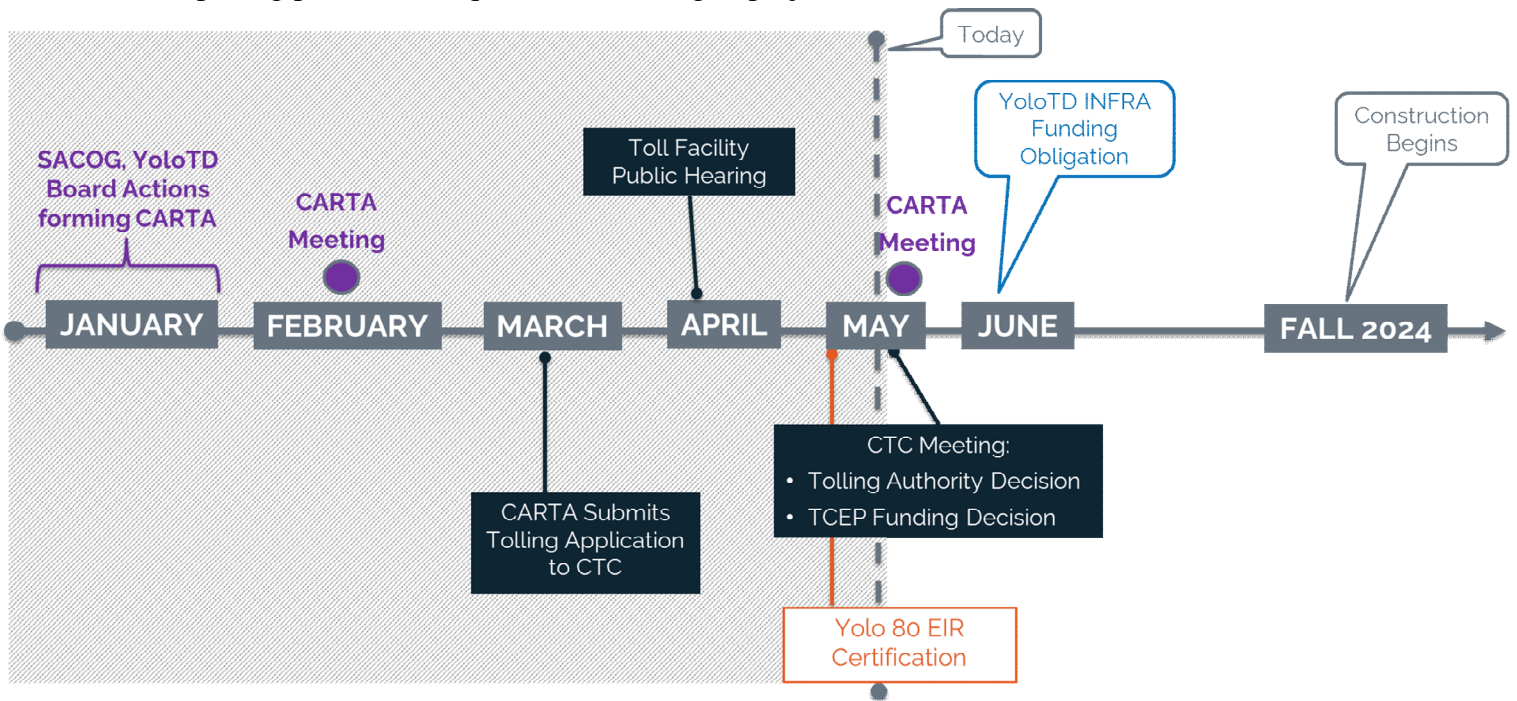 Today
YoloTD INFRA
Funding
Obligation
Construction
Begins
Toll Facility
Public Hearing
SACOG, YoloTD
Board Actions
forming CARTA
CARTA
Meeting
CARTA
Meeting
JANUARY
FEBRUARY
MARCH
APRIL
MAY
JUNE
FALL 2024
CTC Meeting:
• Tolling Authority Decision
• TCEP Funding Decision
CARTA Submits
Tolling Application
to CTC
Yolo 80 EIR
Certification